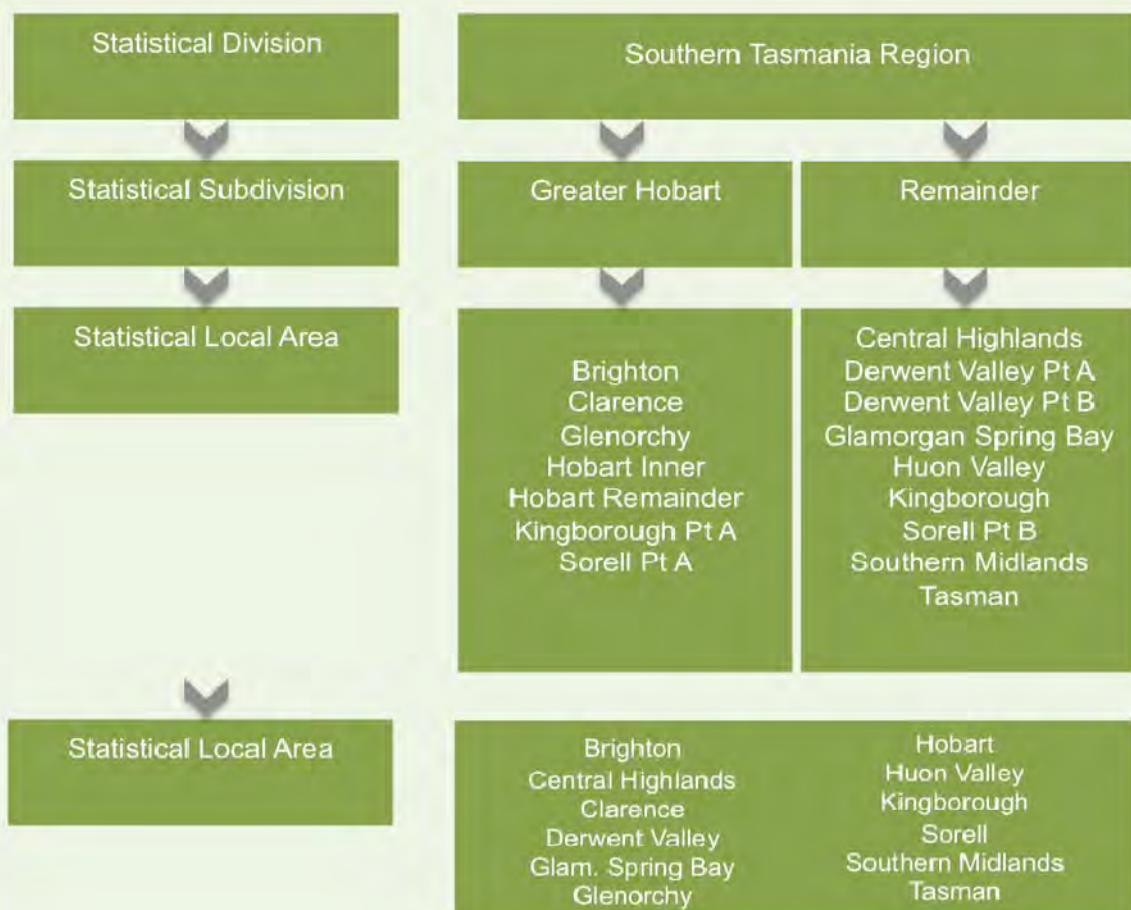 Statistical Division
Southern Tasmania Region
Statistical Subdivision
Greater Hobart
Remainder
Statistical Local Area
Brighton
Clarence
Glenorchy
Hobart Inner
Hobart Remainder
Kingborough Pt A
Sorell Pt A
Central Highlands
Derwent Valley Pt A
Derwent Valley Pt B
Glamorgan Spring Bay
Huon Valley
Kingborough
Sorell Pt B
Southern Midlands
Tasman
Statistical Local Area
Brighton
Central Highlands
Clarence
Derwent Valley
Glam. Spring Bay
Glenorchy
Hobart
Huon Valley
Kingborough
Sorell
Southern Midlands
Tasman